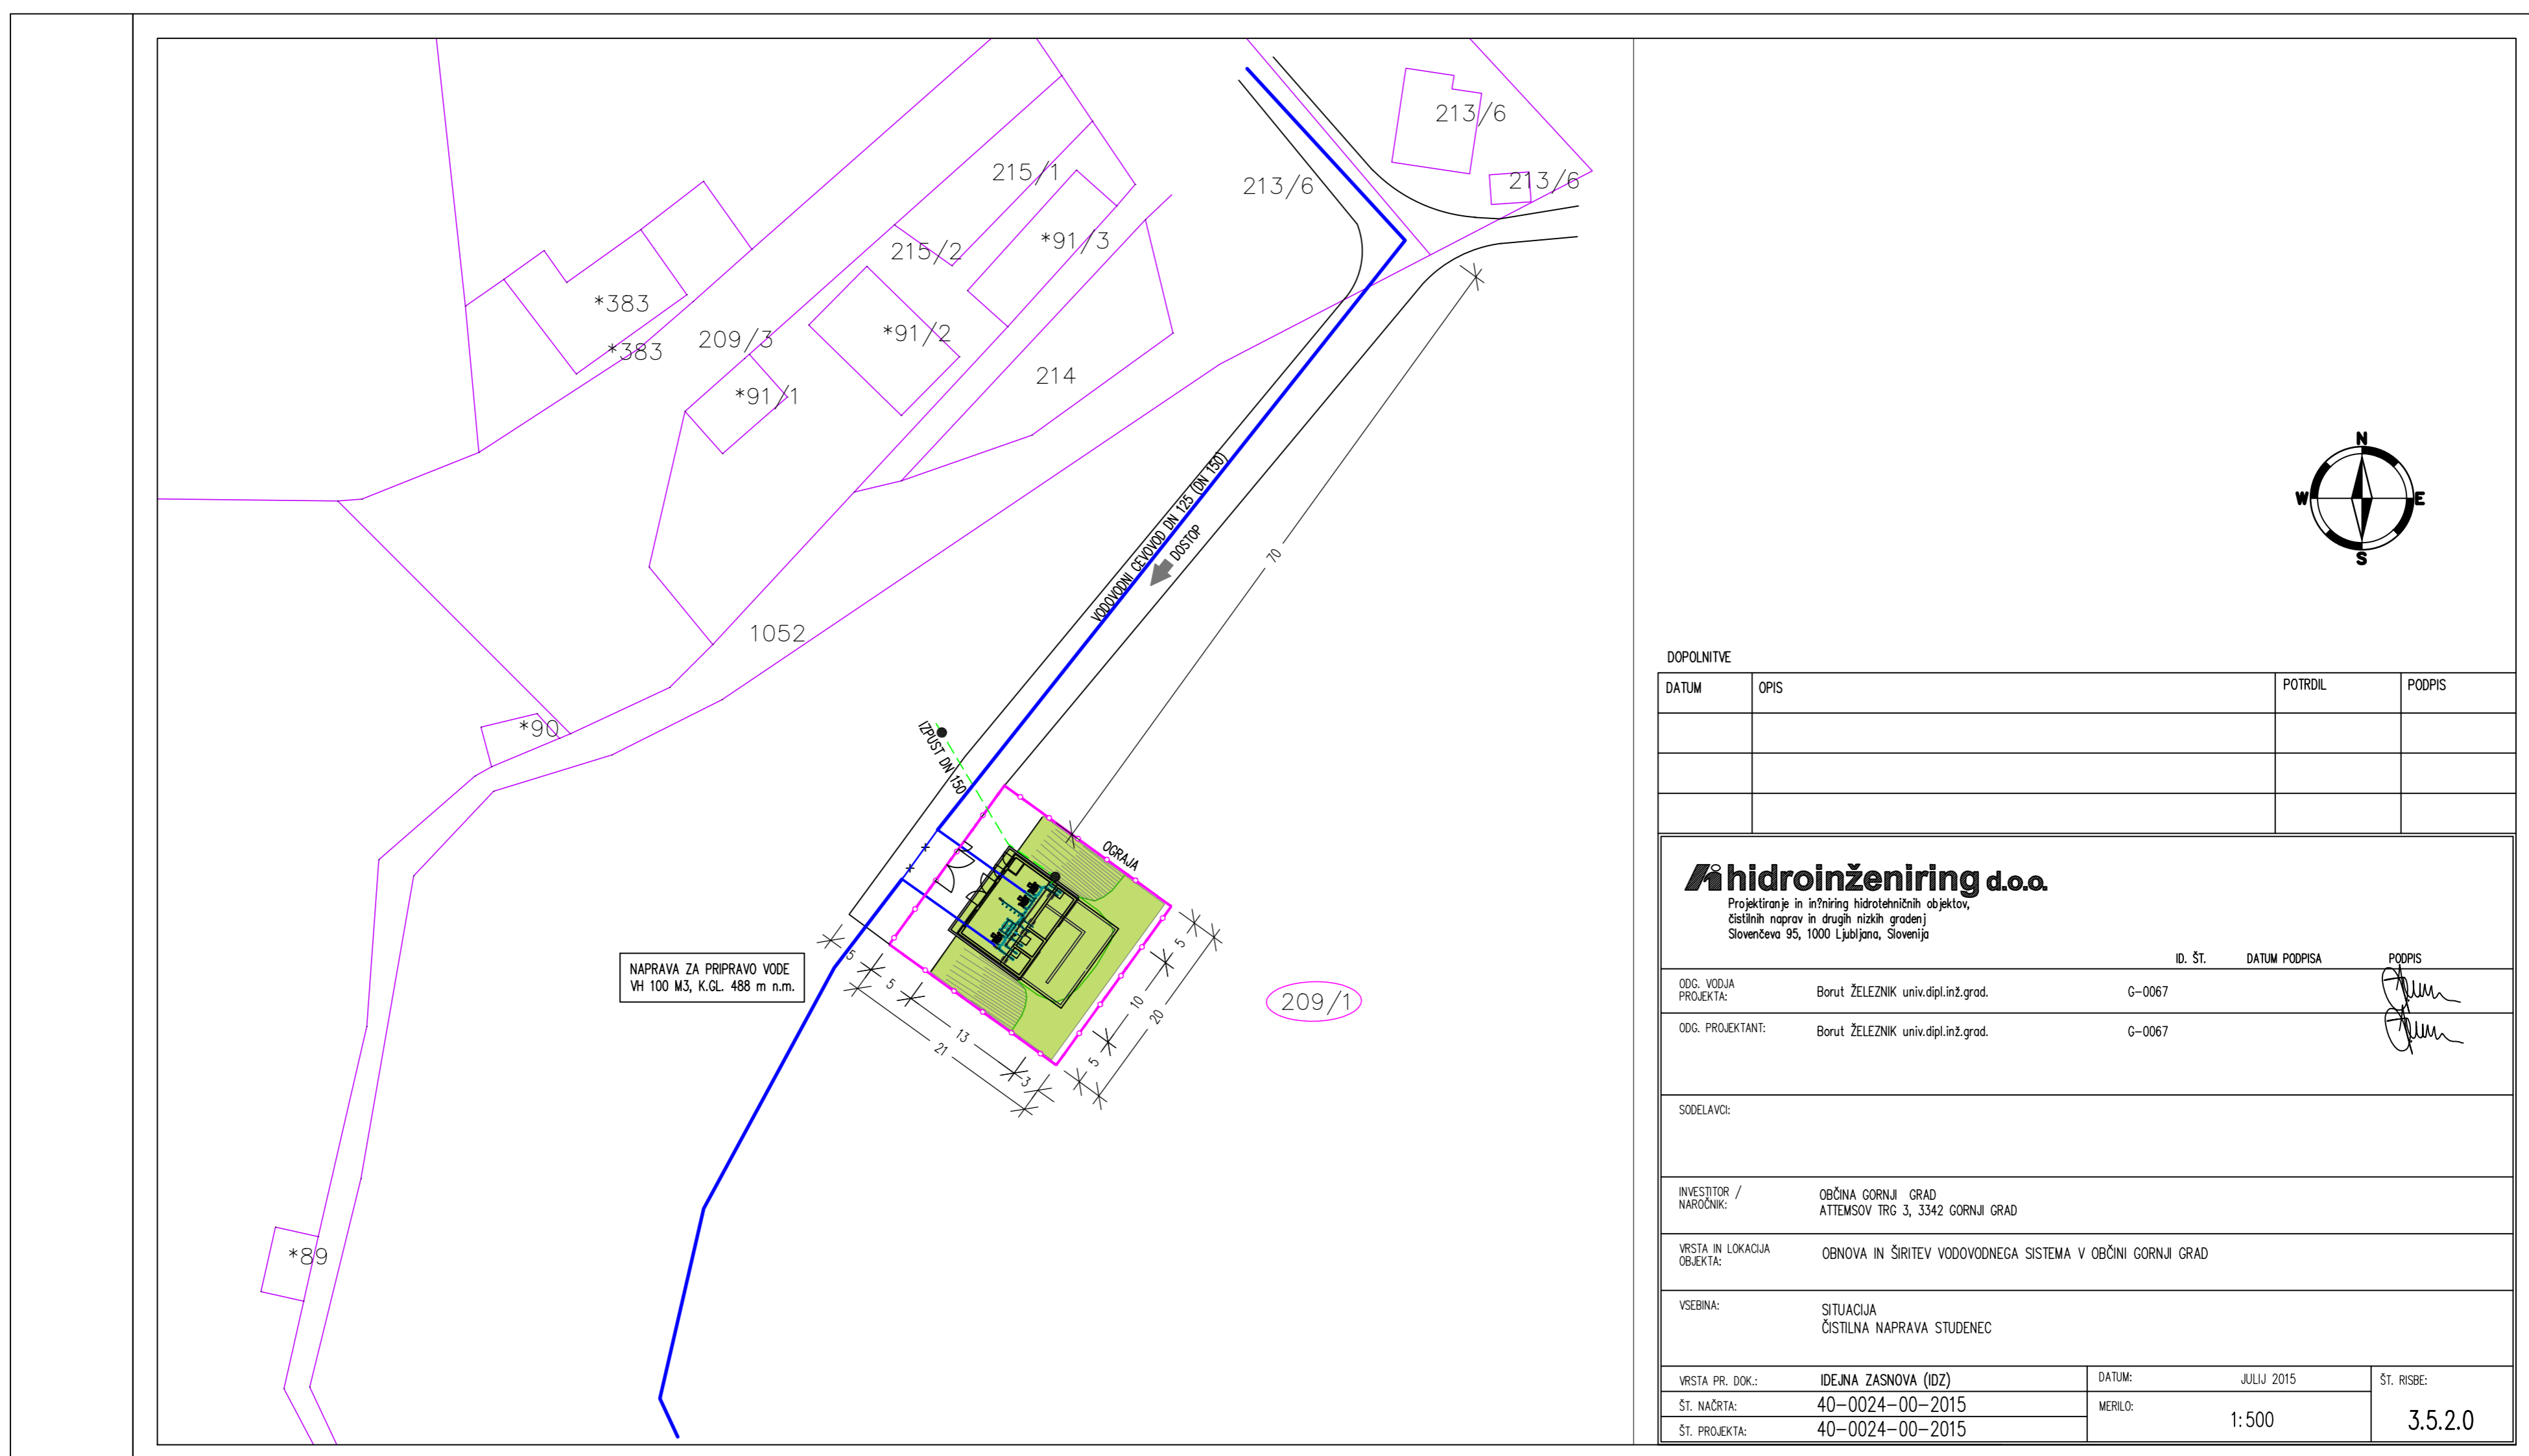 213/6
215/1
213/6
213/6
*91/3
215/2
*383
*91/2
209/3
*383
214
*91/1
VODOVODNI CEVOVOD DN 125 (DN 150)
DOSTOP
70
1052
*90
IZPUST DN 150
OGRAJA
NAPRAVA ZA PRIPRAVO VODE
VH 100 M3, K.GL. 488 m n.m.
5
5
13
3
21
5
10
5
20
209/1
*89
N
W
E
S
DOPOLNITVE
DATUM OPIS POTRDIL PODPIS
hidroinženiring d.o.o.
Projektiranje in in?niring hidrotehničnih objektov,
čistilnih naprav in drugih nizkih gradenj
Slovenčeva 95, 1000 Ljubljana, Slovenija
ID. ŠT. DATUM PODPISA PODPIS
ODG. VODJA
PROJEKTA: Borut ŽELEZNIK univ.dipl.inž.grad. G-0067
ODG. PROJEKTANT: Borut ŽELEZNIK univ.dipl.inž.grad. G-0067
SODELAVCI:
INVESTITOR /
NAROČNIK:
OBČINA GORNJI GRAD
ATTEMSOV TRG 3, 3342 GORNJI GRAD
VRSTA IN LOKACIJA
OBJEKTA:
OBNOVA IN ŠIRITEV VODOVODNEGA SISTEMA V OBČINI GORNJI GRAD
VSEBINA:
SITUACIJA
ČISTILNA NAPRAVA STUDENEC
VRSTA PR. DOK.: IDEJNA ZASNOVA (IDZ)
ŠT. NAČRTA: 40-0024-00-2015
ŠT. PROJEKTA: 40-0024-00-2015
DATUM: JULIJ 2015
MERILO: 1:500
ŠT. RISBE:
3.5.2.0